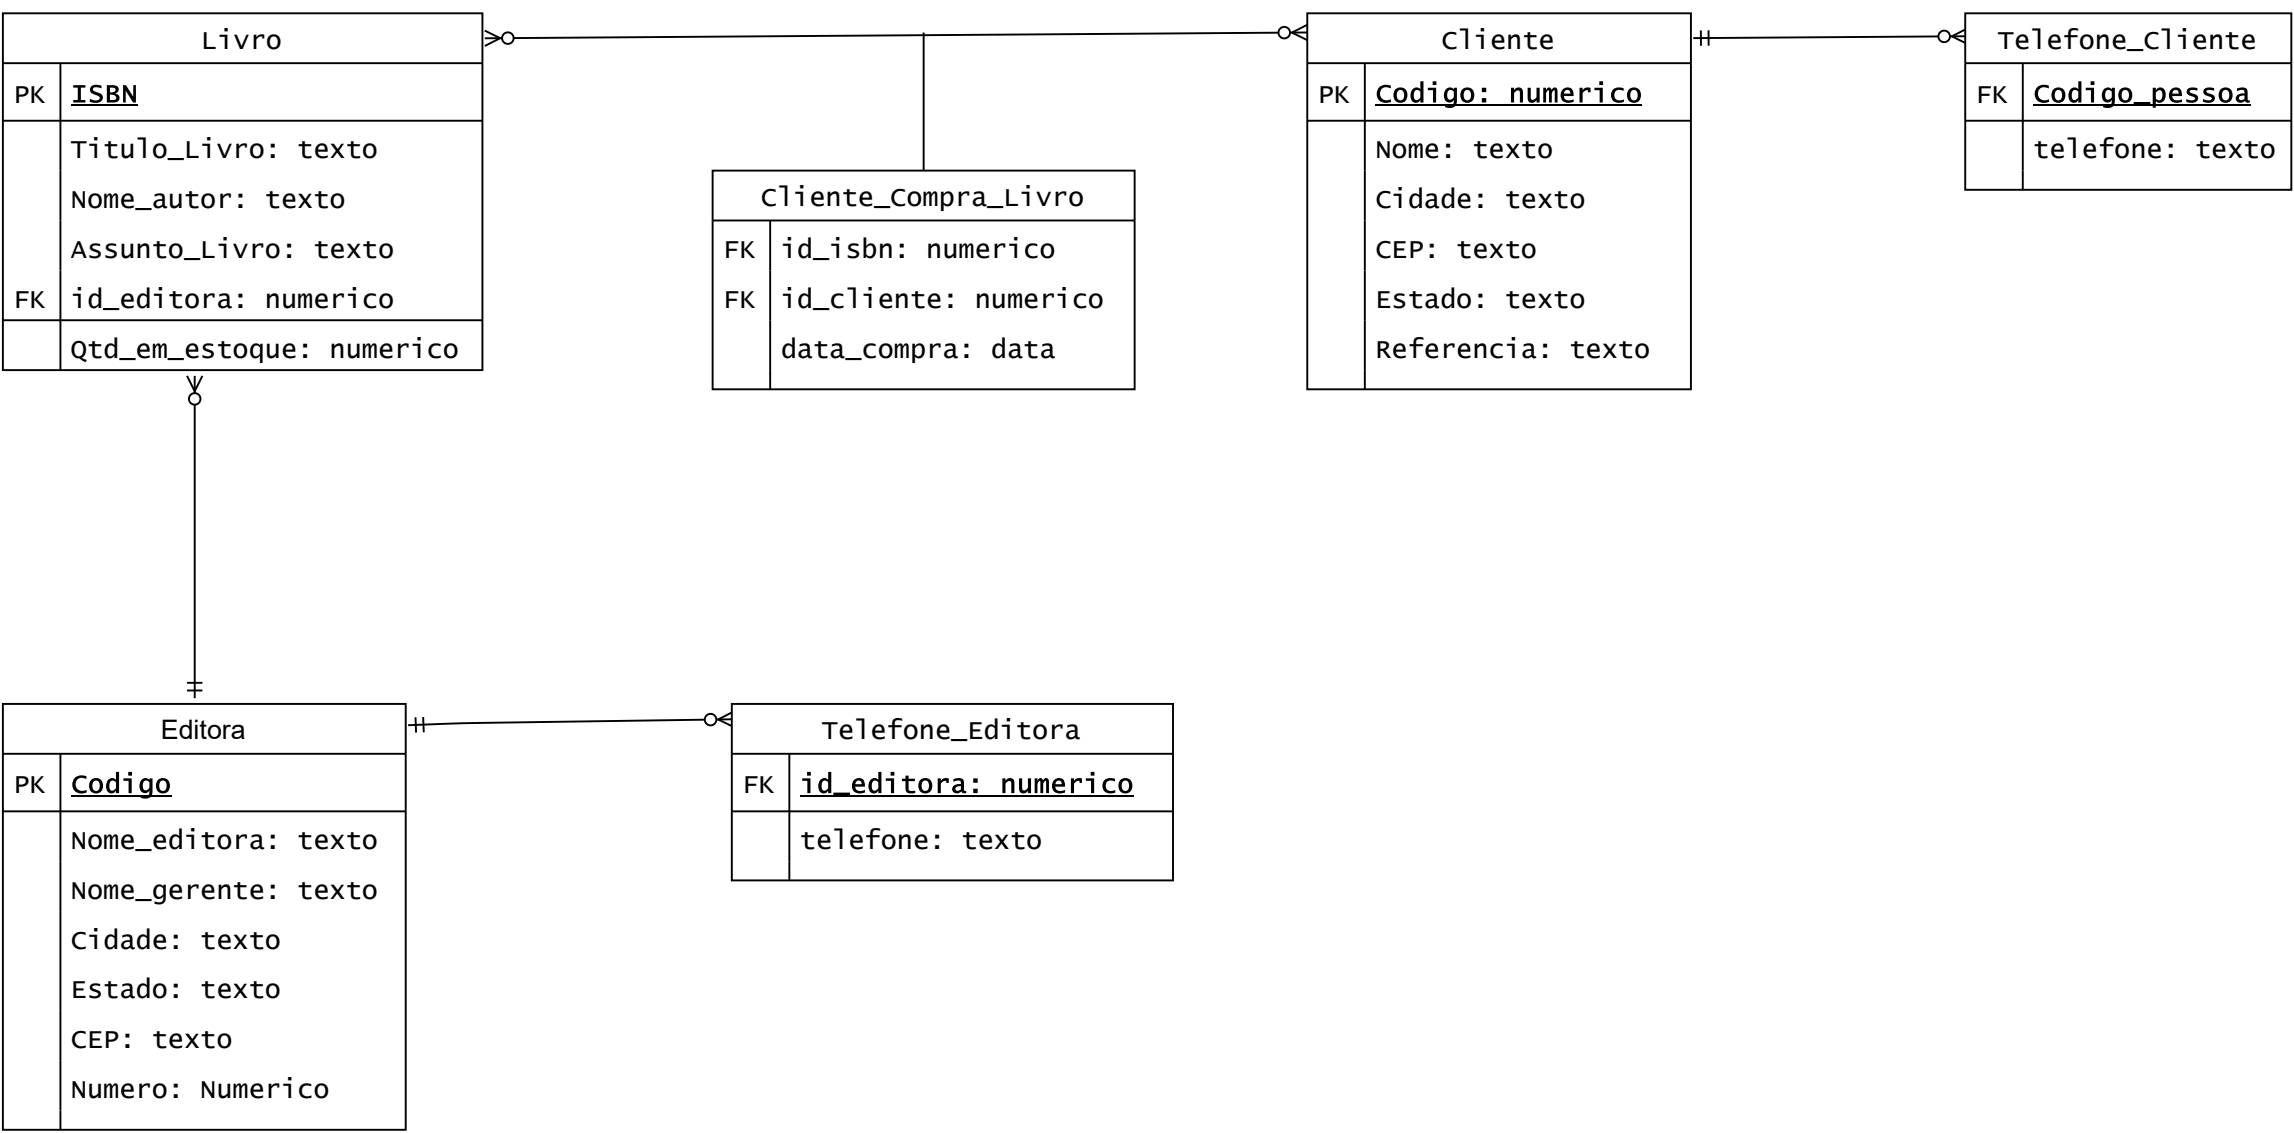 Livro
PK ISBN
Titulo_Livro: texto
Nome_autor: texto
Assunto_Livro: texto
FK id_editora: numerico
Qtd_em_estoque: numerico
Cliente_Compra_Livro
FK id_isbn: numerico
FK id_cliente: numerico
data_compra: data
Cliente
PK Codigo: numerico
Nome: texto
Cidade: texto
CEP: texto
Estado: texto
Referencia: texto
Telefone_Cliente
FK Codigo_pessoa
telefone: texto
Editora
PK Codigo
Nome_editora: texto
Nome_gerente: texto
Cidade: texto
Estado: texto
CEP: texto
Numero: Numerico
Telefone_Editora
FK id_editora: numerico
telefone: texto